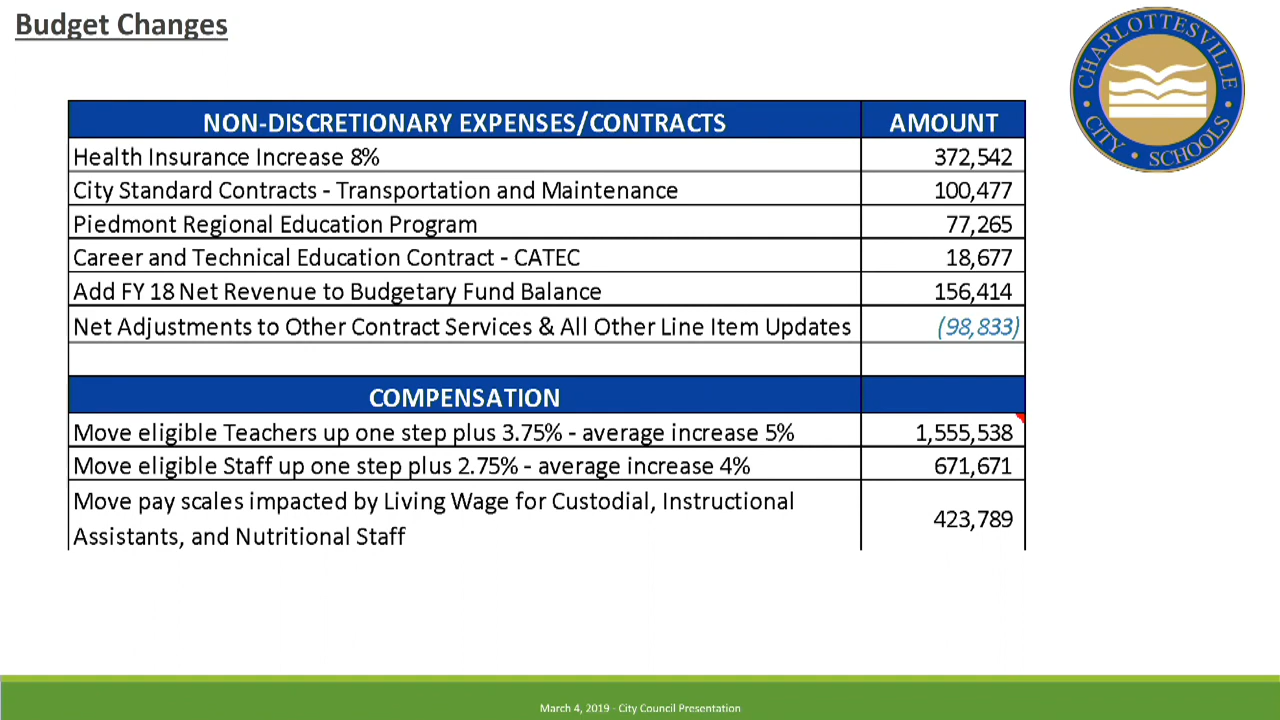 Budget Changes
CHARLOTTESVILLE
CITY • SCHOOLS
NON-DISCRETIONARY EXPENSES/CONTRACTS AMOUNT
Health Insurance Increase 8% 372,542
City Standard Contracts - Transportation and Maintenance 100,477
Piedmont Regional Education Program 77,265
Career and Technical Education Contract - CATEC 18,677
Add FY 18 Net Revenue to Budgetary Fund Balance 156,414
Net Adjustments to Other Contract Services & All Other Line Item Updates (98,833)
COMPENSATION
Move eligible Teachers up one step plus 3.75% - average increase 5% 1,555,538
Move eligible Staff up one step plus 2.75% - average increase 4% 671,671
Move pay scales impacted by Living Wage for Custodial, Instructional
Assistants, and Nutritional Staff 423,789
March 4, 2019 - City Council Presentation